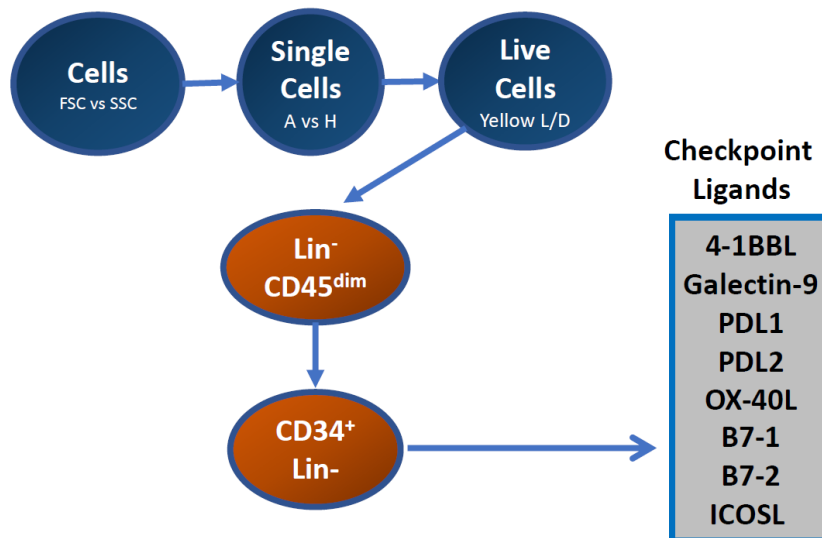 Cells
FSC vs SSC
Single
Cells
A vs H
Live
Cells
Yellow L/D
Lin⁻
CD45ᵈⁱᵐ
CD34⁺
Lin-
Checkpoint
Ligands
4-1BBL
Galectin-9
PDL1
PDL2
OX-40L
B7-1
B7-2
ICOSL